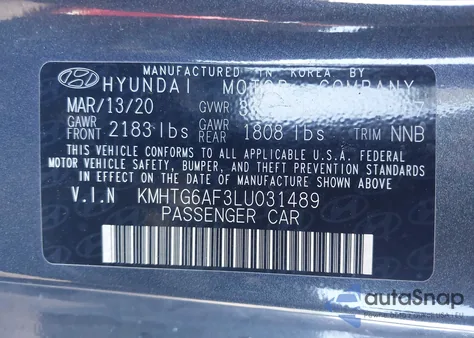 MANUFACTURED IN KOREA BY
HYUNDAI MOTOR COMPANY
MAR/13/20 GVWR
GAWR FRONT 2183 lbs GAWR REAR 1808 lbs TRIM NNB
THIS VEHICLE CONFORMS TO ALL APPLICABLE U.S.A. FEDERAL
MOTOR VEHICLE SAFETY, BUMPER, AND THEFT PREVENTION STANDARDS
IN EFFECT ON THE DATE OF MANUFACTURE SHOWN ABOVE.
V.I.N KMHTG6AF3LU031489
PASSENGER CAR
autoSnap